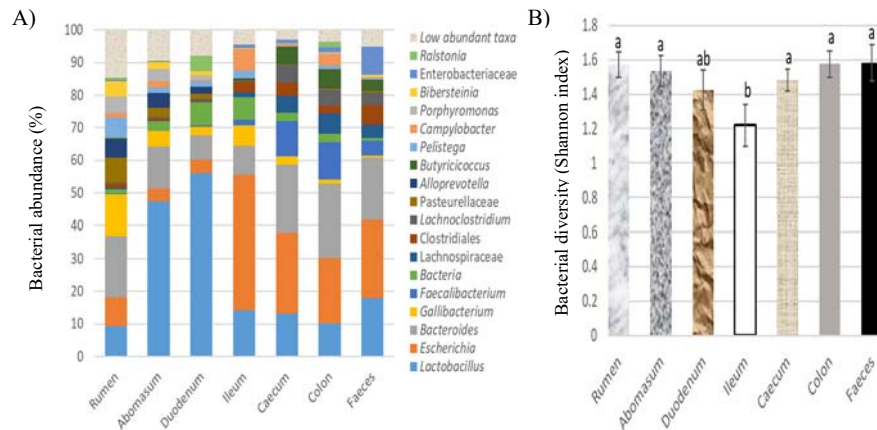 A)
Bacterial abundance (%)
100
90
80
70
60
50
40
30
20
10
0
Rumen
Abomasum
Duodenum
Ileum
Caecum
Colon
Faeces
Low abundant taxa
Ralstonia
Enterobacteriaceae
Bibersteinia
Porphyromonas
Campylobacter
Pelistega
Butyricicoccus
Alloprevotella
Pasteurellaceae
Lachnoclostridium
Clostridiales
Lachnospiraceae
Bacteria
Faecalibacterium
Gallibacterium
Bacteroides
Escherichia
Lactobacillus
B)
Bacterial diversity (Shannon index)
1.8
1.6
1.4
1.2
1
0.8
0.6
0.4
0.2
0
a
a
ab
b
a
a
a
Rumen
Abomasum
Duodenum
Ileum
Caecum
Colon
Faeces